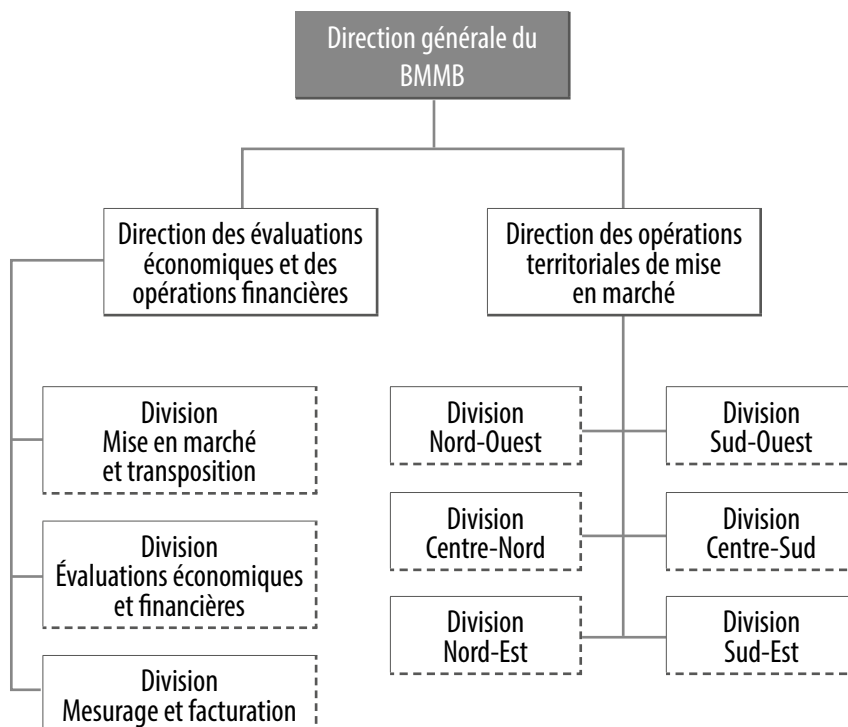 Direction générale du
BMMB
Direction des évaluations
économiques et des
opérations financières
Direction des opérations
territoriales de mise
en marché
Division
Mise en marché
et transposition
Division
Évaluations économiques
et financières
Division
Mesurage et facturation
Division
Nord-Ouest
Division
Sud-Ouest
Division
Centre-Nord
Division
Centre-Sud
Division
Nord-Est
Division
Sud-Est